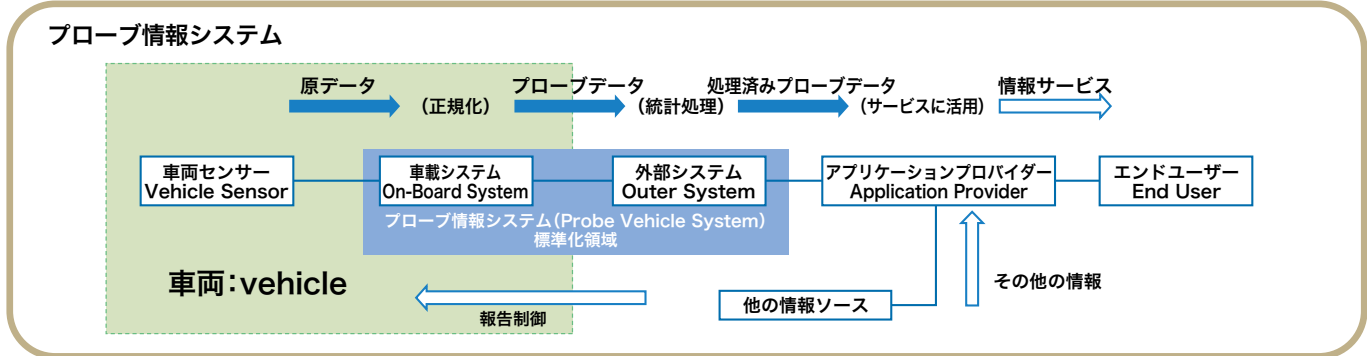 プローブ情報システム
原データ
(正規化)
プローブデータ
(統計処理)
処理済みプローブデータ
(サービスに活用)
情報サービス
車両センサー
Vehicle Sensor
車載システム
On-Board System
外部システム
Outer System
アプリケーションプロバイダー
Application Provider
エンドユーザー
End User
プローブ情報システム(Probe Vehicle System)
標準化領域
車両:vehicle
報告制御
他の情報ソース
その他の情報